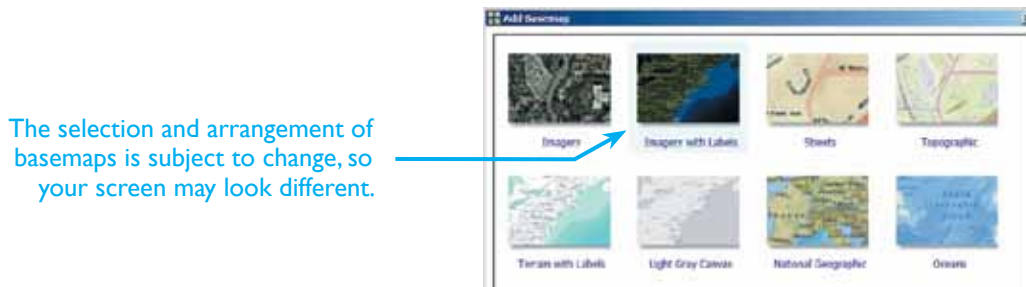 The selection and arrangement of
basemaps is subject to change, so
your screen may look different.
Add Basemap
Imagery
Imagery with Labels
Streets
Topographic
Terrain with Labels
Light Gray Canvas
National Geographic
Oceans